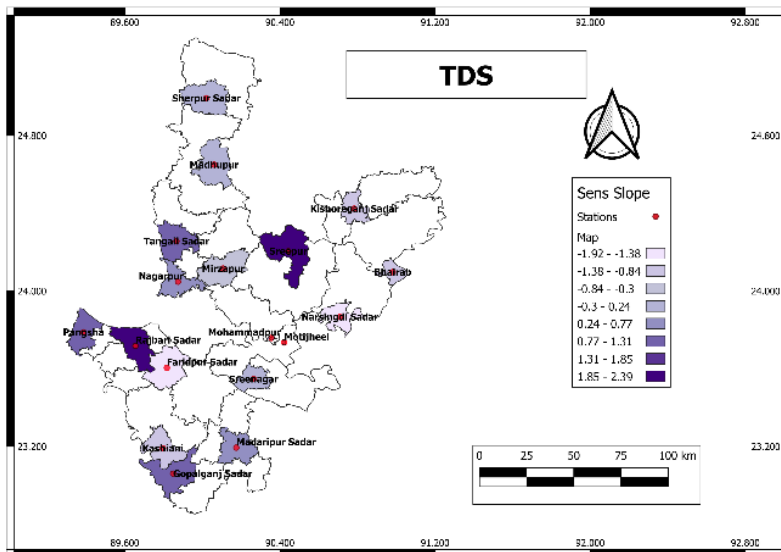 89.600 90.400 91.200 92.000 92.800
TDS
Sherpur Sadar
24.800 24.800
Madhupur
Sens Slope
Kishoreganj Sadar
Stations
Tangail Sadar
Map
Sreepur
-1.92 - -1.38
Mirzapur
Bhairab
-1.38 - -0.84
Nagarpur
-0.84 - -0.3
24.000 24.000
-0.3 - 0.24
Narsingdi Sadar
0.24 - 0.77
Pangsha
Mohammadpur
Rajbari Sadar
Motijheel
0.77 - 1.31
Faridpur Sadar
1.31 - 1.85
Sreenagar
1.85 - 2.39
Madaripur Sadar
23.200 23.200
Kashiani
0 25 50 75 100 km
Gopalganj Sadar
89.600 90.400 91.200 92.000 92.800